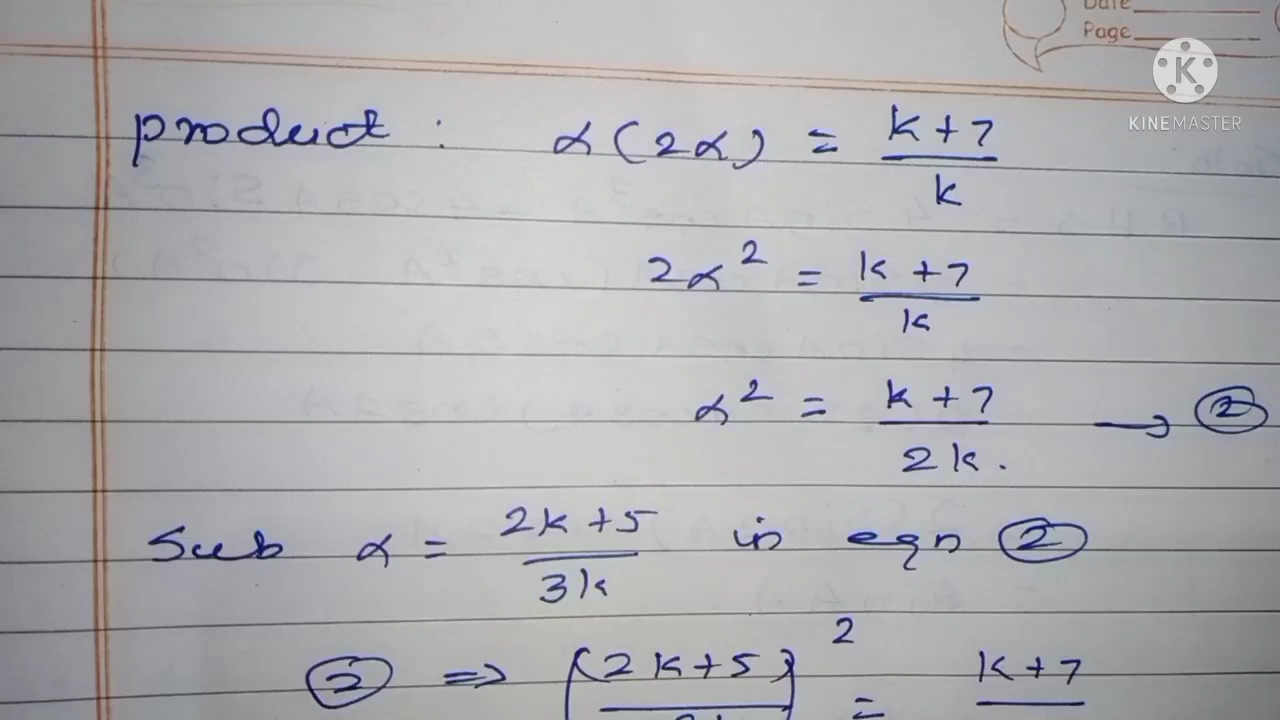 Date
Page
KINEMASTER
product : α(2α) = k+7/k
2α² = k+7/k
α² = k+7/2k. → ②
Sub α = 2k+5/3k in eqn ②
② ⇒ (2k+5)² = k+7